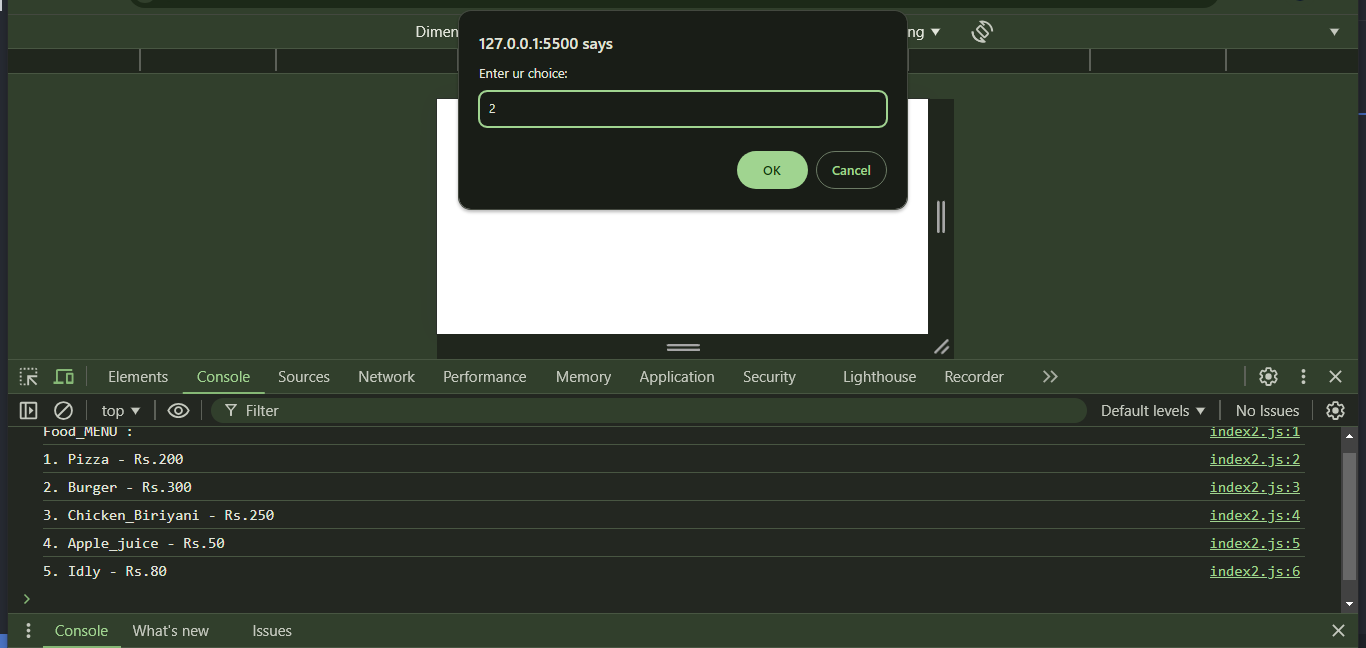 Dimen
ng
127.0.0.1:5500 says
Enter ur choice:
2
OK
Cancel
Elements Console Sources Network Performance Memory Application Security Lighthouse Recorder
top Filter Default levels No Issues
Food_MENU : index2.js:1
1. Pizza - Rs.200 index2.js:2
2. Burger - Rs.300 index2.js:3
3. Chicken_Biriyani - Rs.250 index2.js:4
4. Apple_juice - Rs.50 index2.js:5
5. Idly - Rs.80 index2.js:6
Console What's new Issues